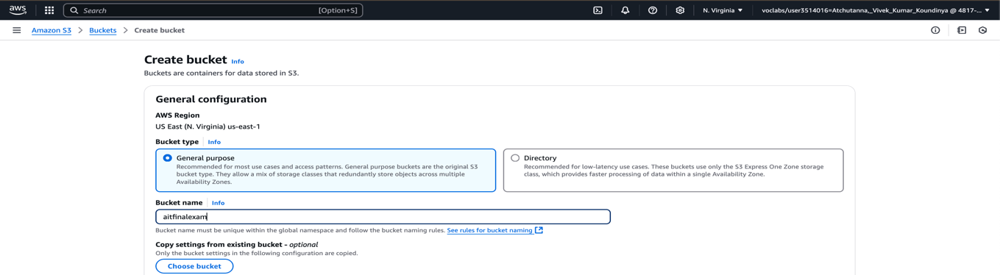 aws Search [Option+S] N. Virginia voclabs/user3514016=Atchutanna,_Vivek_Kumar_Koundinya @ 4817-...
Amazon S3 Buckets Create bucket
Create bucket Info
Buckets are containers for data stored in S3.
General configuration
AWS Region
US East (N. Virginia) us-east-1
Bucket type Info
General purpose
Recommended for most use cases and access patterns. General purpose buckets are the original S3
bucket type. They allow a mix of storage classes that redundantly store objects across multiple
Availability Zones.
Directory
Recommended for low-latency use cases. These buckets use only the S3 Express One Zone storage
class, which provides faster processing of data within a single Availability Zone.
Bucket name Info
aitfinalexam
Bucket name must be unique within the global namespace and follow the bucket naming rules. See rules for bucket naming
Copy settings from existing bucket - optional
Only the bucket settings in the following configuration are copied.
Choose bucket